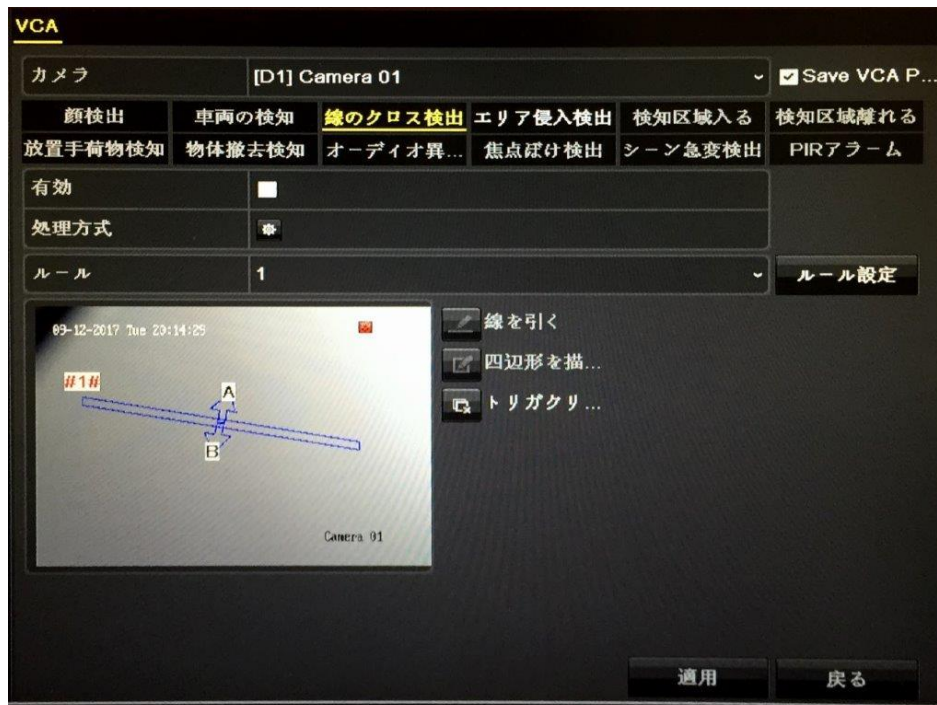 VCA
カメラ [D1] Camera 01 Save VCA P...
顔検出 車両の検知 線のクロス検出 エリア侵入検出 検知区域入る 検知区域離れる
放置手荷物検知 物体撤去検知 オーディオ異... 焦点ぼけ検出 シーン急変検出 PIRアラーム
有効
処理方式
ルール 1 ルール設定
09-12-2017 Tue 20:14:29
線を引く
四辺形を描...
#1#
A
トリガクリ...
B
Camera 01
適用 戻る